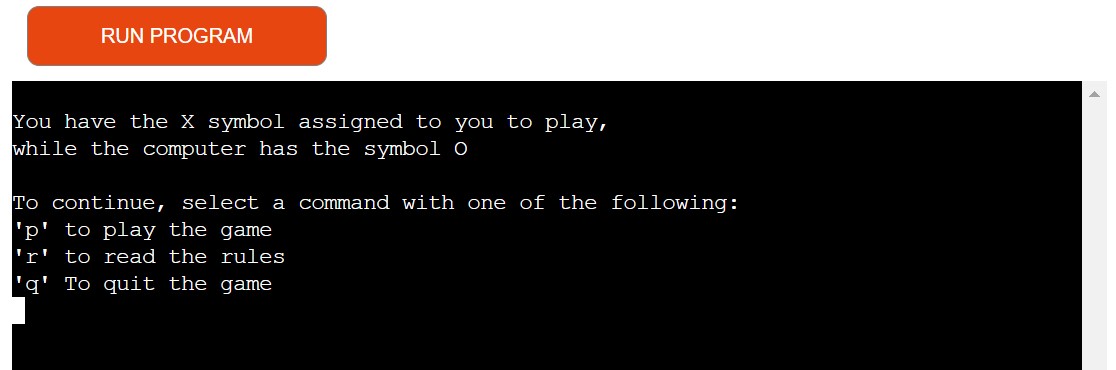 RUN PROGRAM
You have the X symbol assigned to you to play,
while the computer has the symbol O
To continue, select a command with one of the following:
'p' to play the game
'r' to read the rules
'q' To quit the game